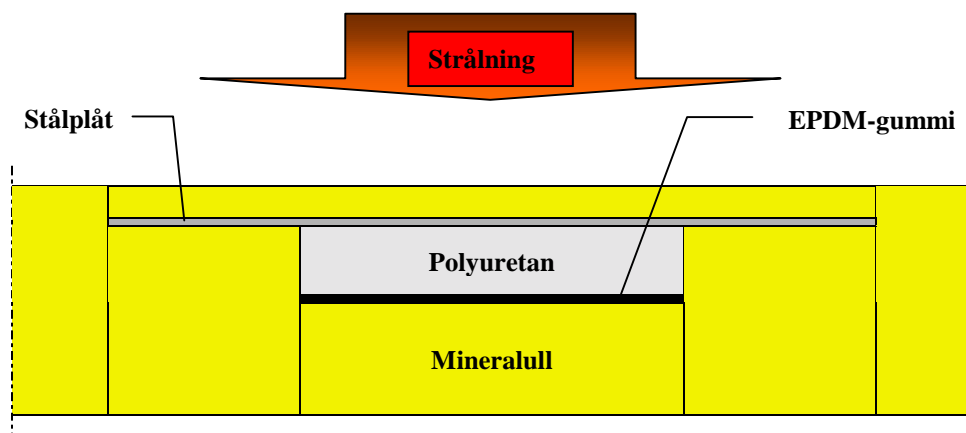 Strålning
Stålplåt
EPDM-gummi
Polyuretan
Mineralull